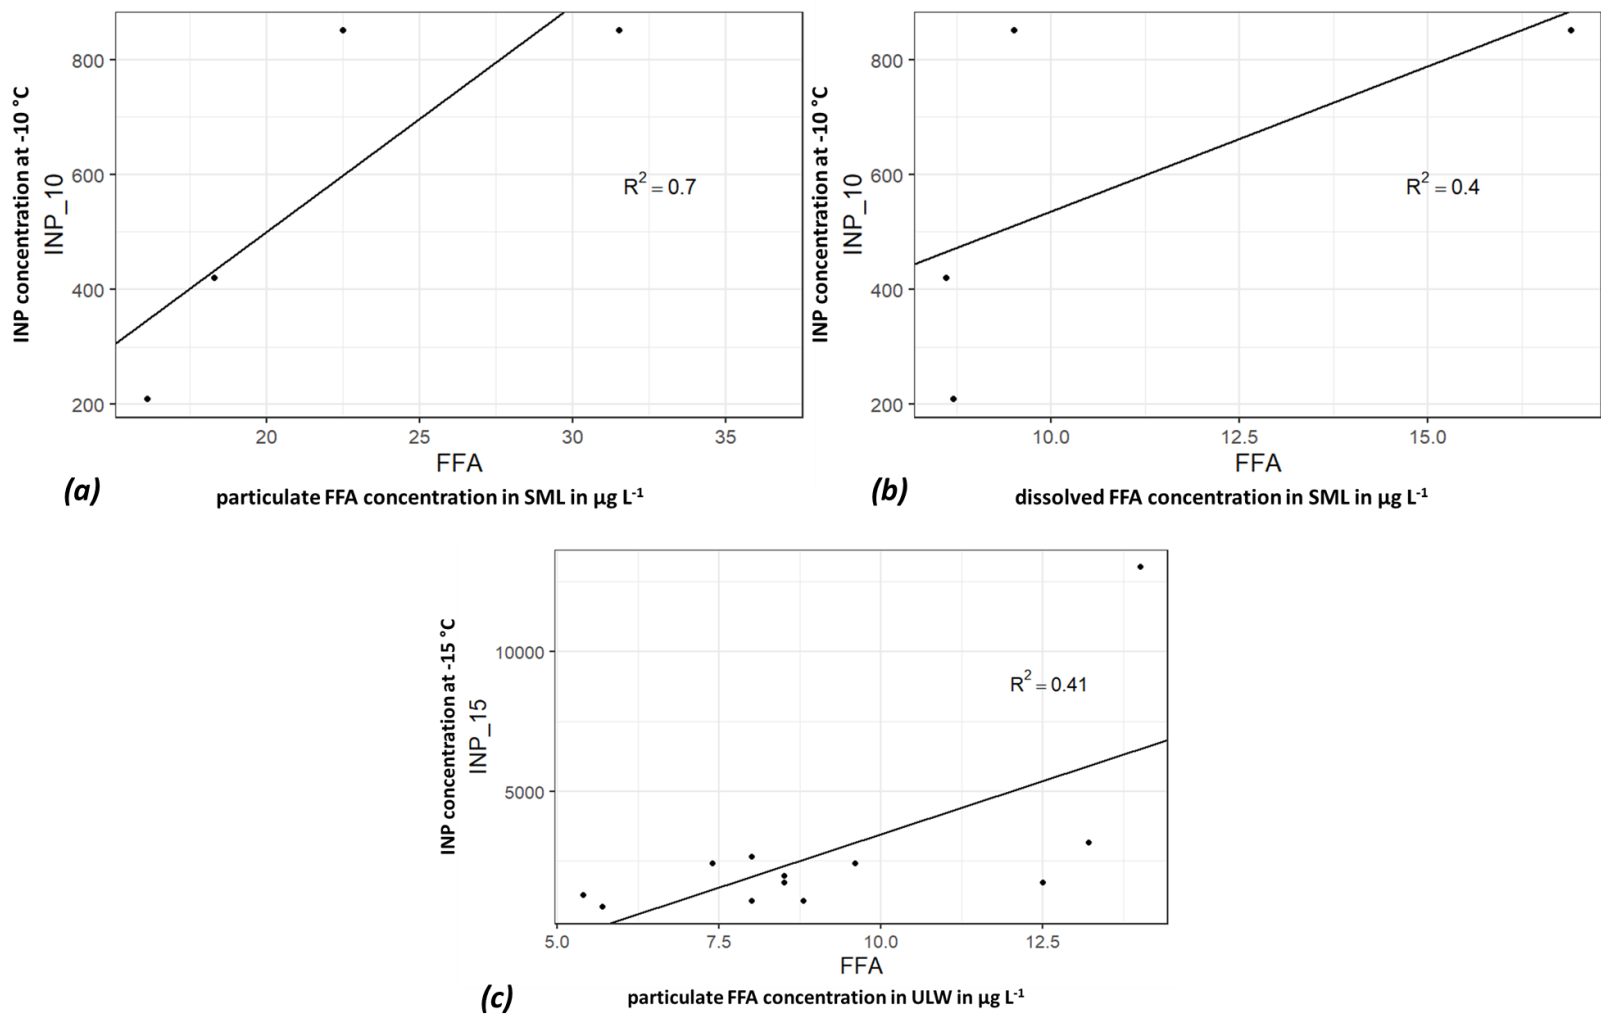 INP concentration at -10 °C
INP_10
800
600
400
200
R² = 0.7
20 25 30 35
FFA
(a) particulate FFA concentration in SML in µg L⁻¹
INP concentration at -10 °C
INP_10
800
600
400
200
R² = 0.4
10.0 12.5 15.0
FFA
(b) dissolved FFA concentration in SML in µg L⁻¹
INP concentration at -15 °C
INP_15
10000
5000
R² = 0.41
5.0 7.5 10.0 12.5
FFA
(c) particulate FFA concentration in ULW in µg L⁻¹